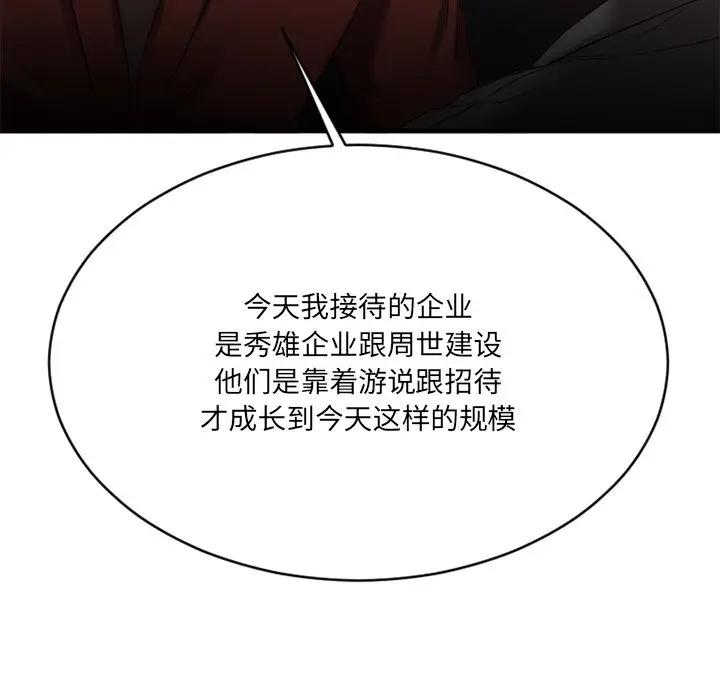 今天我接待的企业
是秀雄企业跟周世建设
他们是靠着游说跟招待
才成长到今天这样的规模